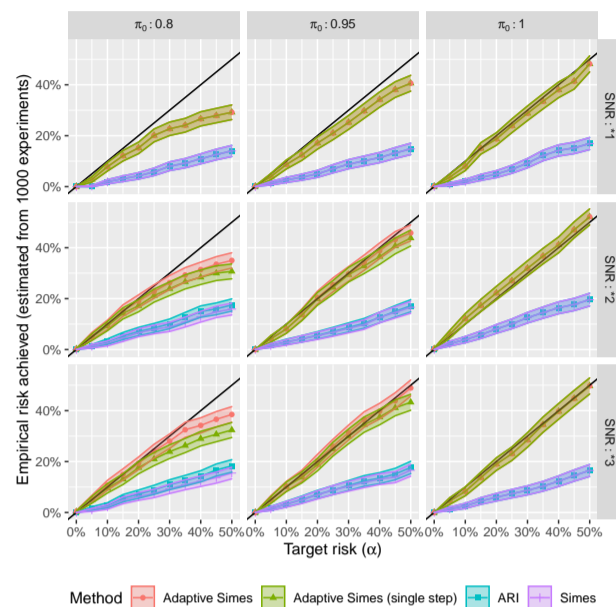 π₀ : 0.8
π₀ : 0.95
π₀ : 1
Empirical risk achieved (estimated from 1000 experiments)
40%
20%
0%
SNR : *1
40%
20%
0%
SNR : *2
40%
20%
0%
SNR : *3
0% 10% 20% 30% 40% 50%
0% 10% 20% 30% 40% 50%
0% 10% 20% 30% 40% 50%
Target risk (α)
Method Adaptive Simes Adaptive Simes (single step) ARI Simes